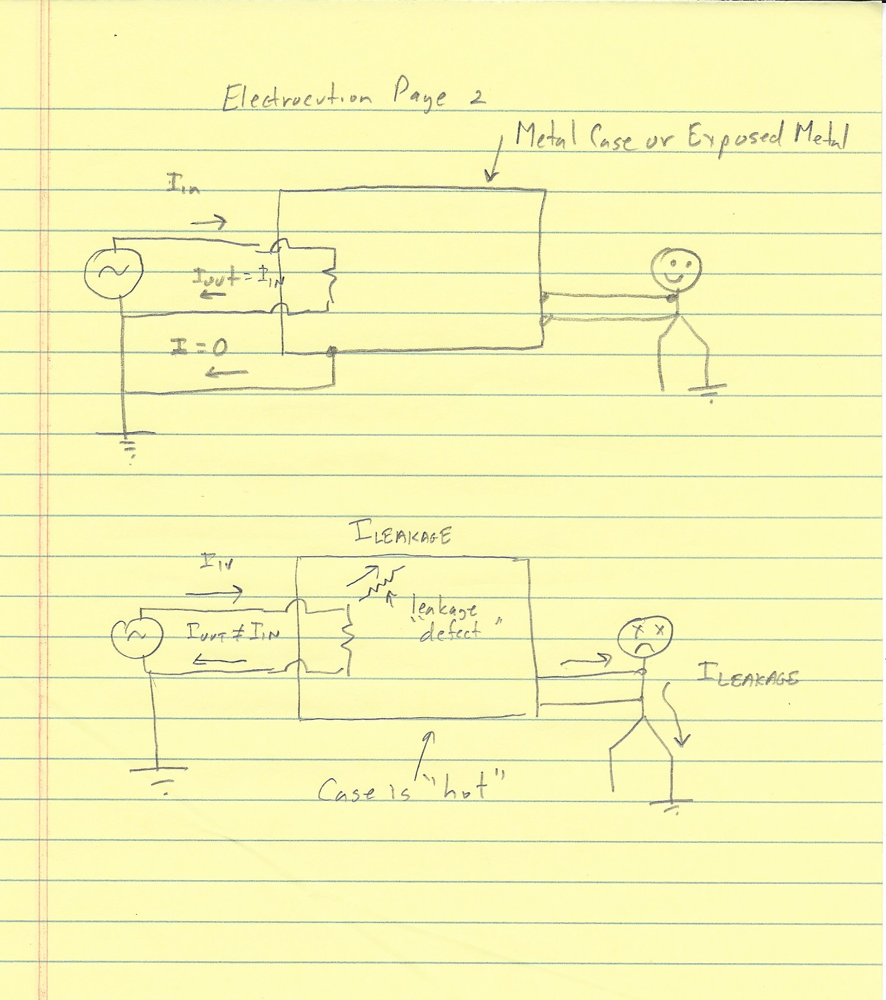 Electrocution Page 2
Metal Case or Exposed Metal
Iin
Iout = IIN
I = 0
ILEAKAGE
IIN
"leakage
defect"
IOUT ≠ IIN
ILEAKAGE
Case is "hot"